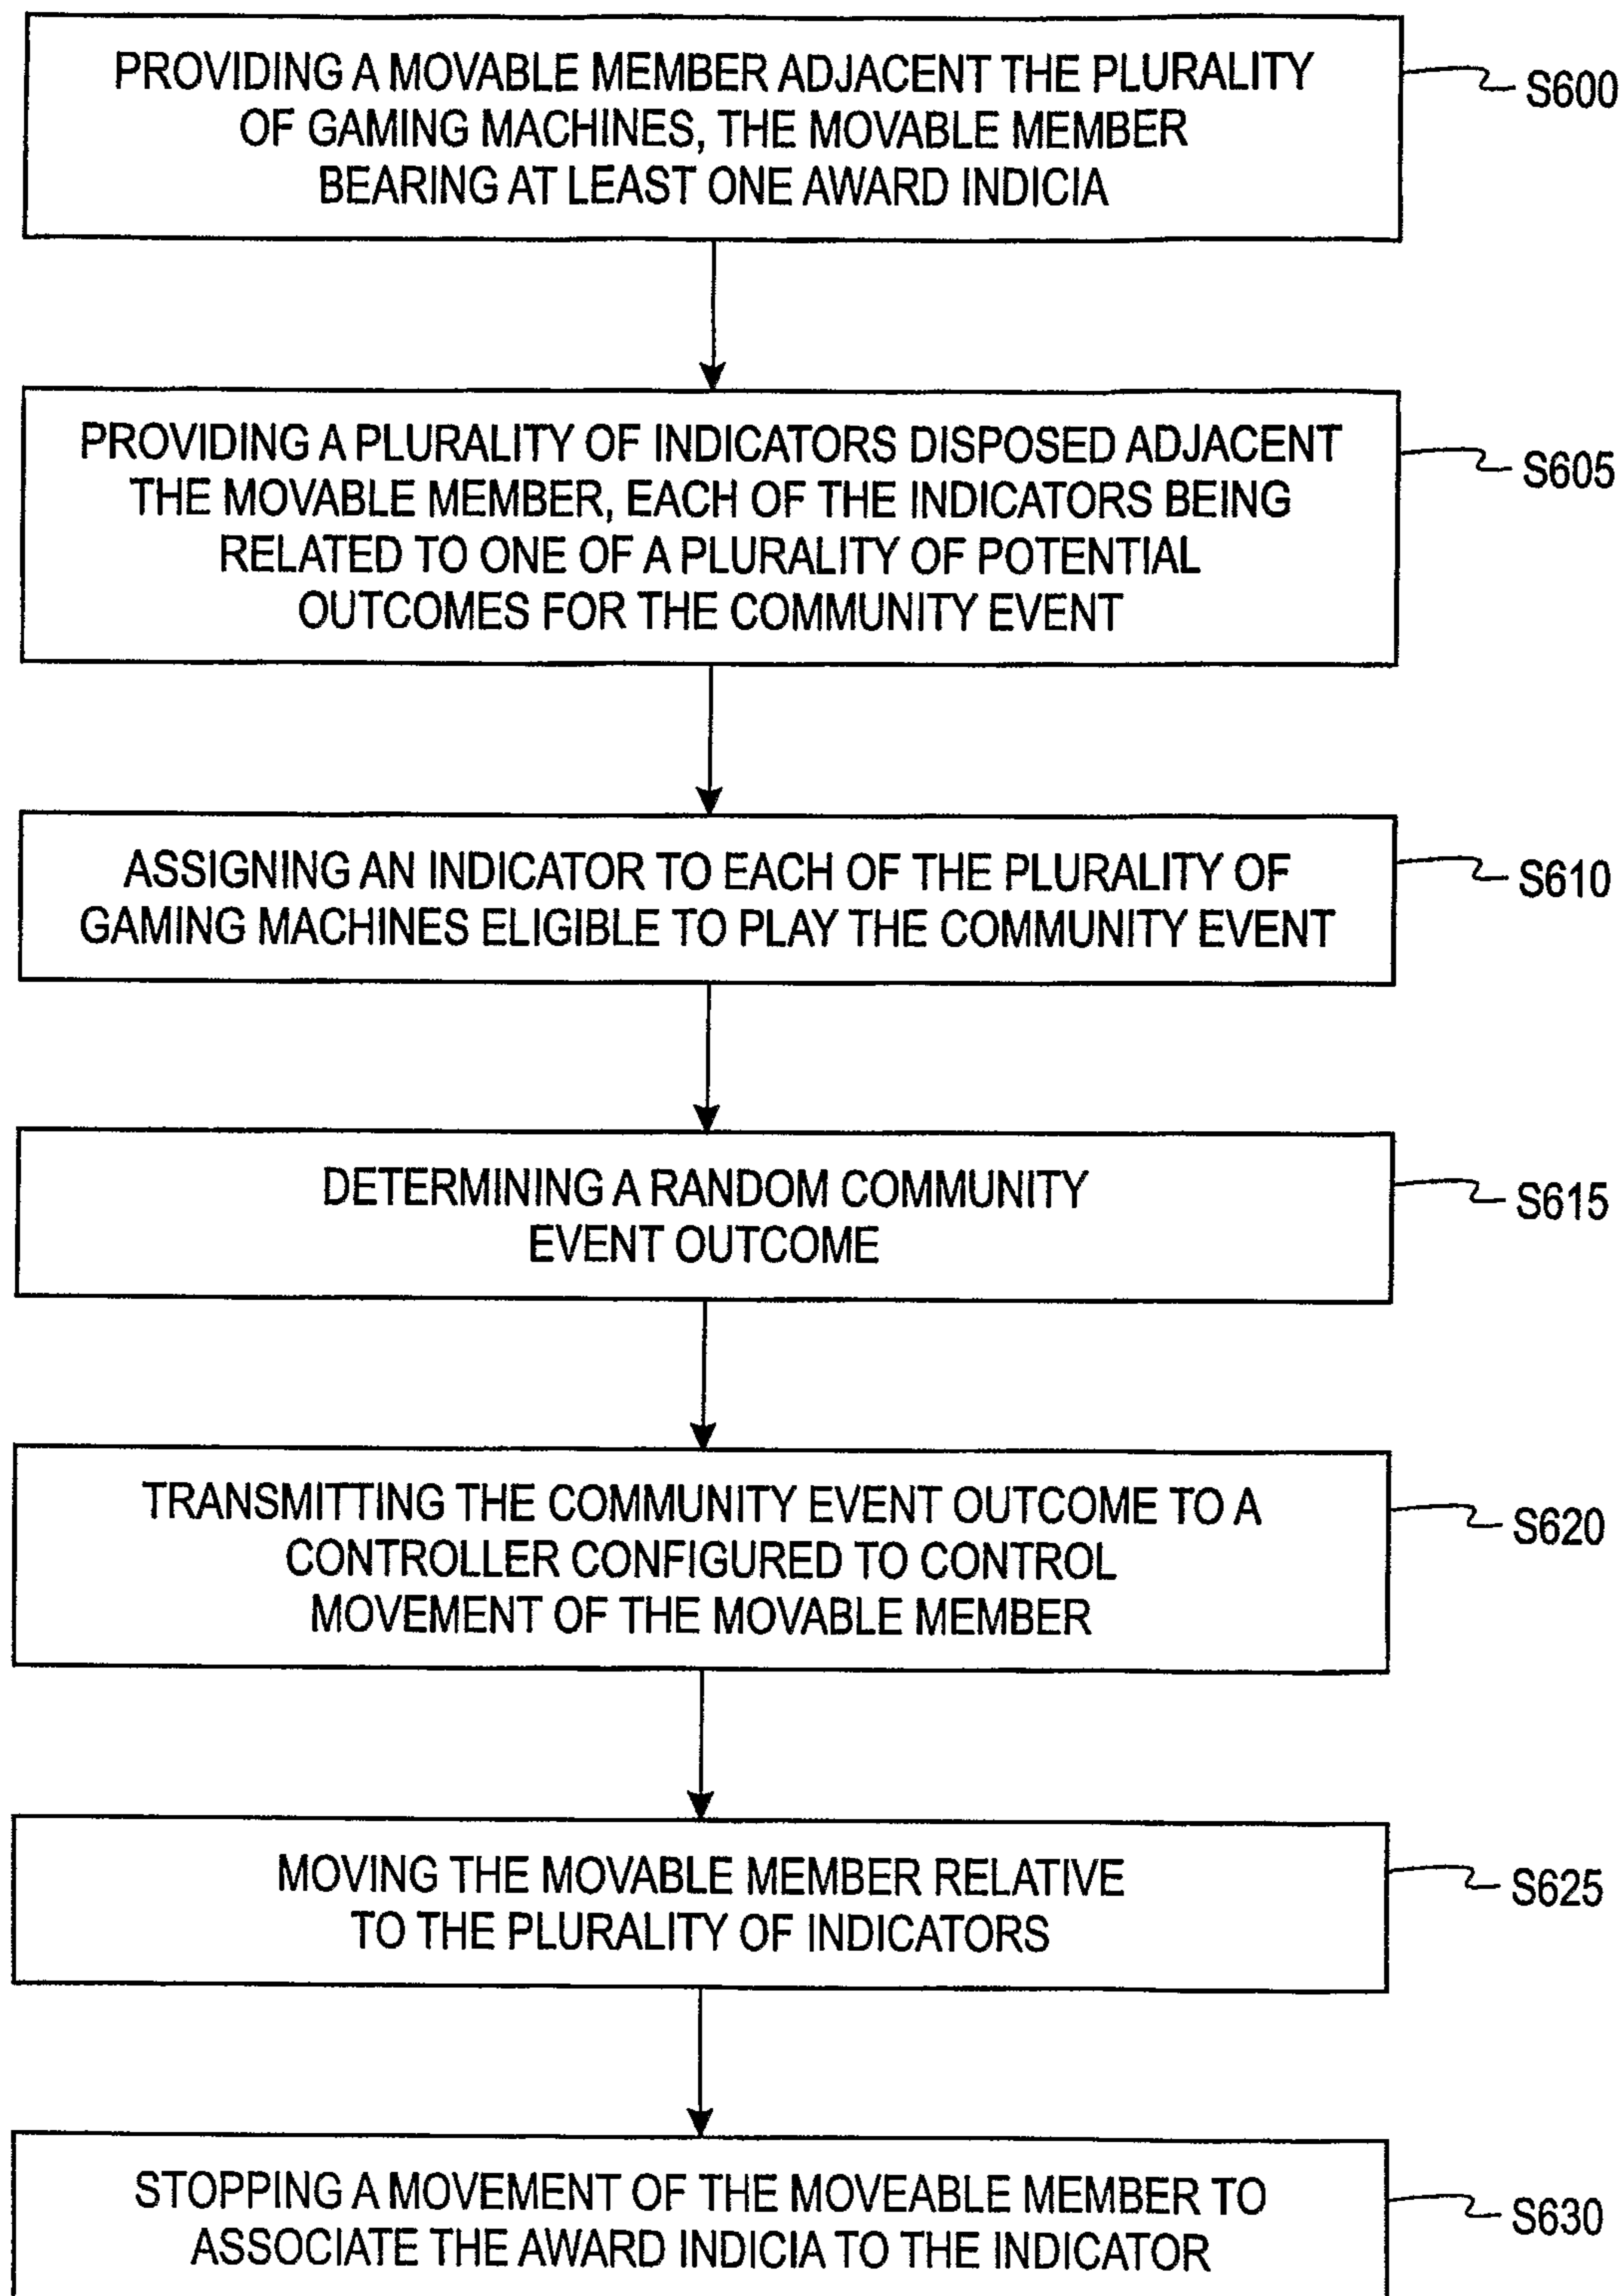 PROVIDING A MOVABLE MEMBER ADJACENT THE PLURALITY
OF GAMING MACHINES, THE MOVABLE MEMBER
BEARING AT LEAST ONE AWARD INDICIA
S600
PROVIDING A PLURALITY OF INDICATORS DISPOSED ADJACENT
THE MOVABLE MEMBER, EACH OF THE INDICATORS BEING
RELATED TO ONE OF A PLURALITY OF POTENTIAL
OUTCOMES FOR THE COMMUNITY EVENT
S605
ASSIGNING AN INDICATOR TO EACH OF THE PLURALITY OF
GAMING MACHINES ELIGIBLE TO PLAY THE COMMUNITY EVENT
S610
DETERMINING A RANDOM COMMUNITY
EVENT OUTCOME
S615
TRANSMITTING THE COMMUNITY EVENT OUTCOME TO A
CONTROLLER CONFIGURED TO CONTROL
MOVEMENT OF THE MOVABLE MEMBER
S620
MOVING THE MOVABLE MEMBER RELATIVE
TO THE PLURALITY OF INDICATORS
S625
STOPPING A MOVEMENT OF THE MOVEABLE MEMBER TO
ASSOCIATE THE AWARD INDICIA TO THE INDICATOR
S630